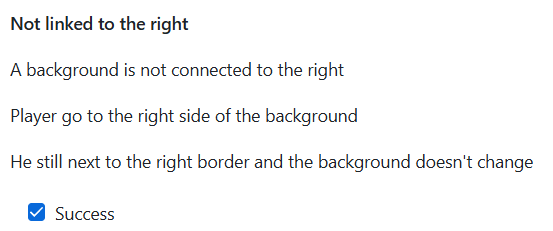 Not linked to the right
A background is not connected to the right
Player go to the right side of the background
He still next to the right border and the background doesn't change
Success